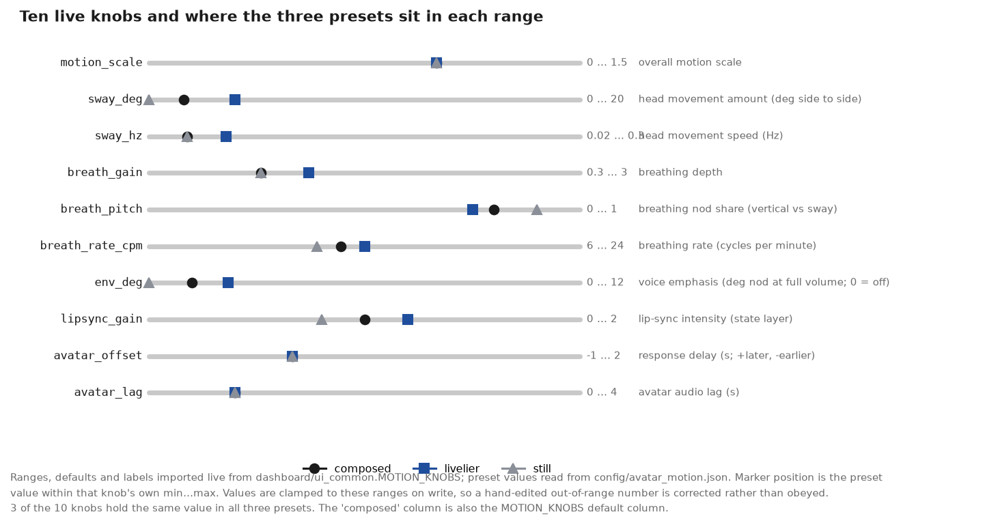 Ten live knobs and where the three presets sit in each range
motion_scale 0 ... 1.5 overall motion scale
sway_deg 0 ... 20 head movement amount (deg side to side)
sway_hz 0.02 ... 0.3 head movement speed (Hz)
breath_gain 0.3 ... 3 breathing depth
breath_pitch 0 ... 1 breathing nod share (vertical vs sway)
breath_rate_cpm 6 ... 24 breathing rate (cycles per minute)
env_deg 0 ... 12 voice emphasis (deg nod at full volume; 0 = off)
lipsync_gain 0 ... 2 lip-sync intensity (state layer)
avatar_offset -1 ... 2 response delay (s; +later, -earlier)
avatar_lag 0 ... 4 avatar audio lag (s)
composed livelier still
Ranges, defaults and labels imported live from dashboard/ui_common.MOTION_KNOBS; preset values read from config/avatar_motion.json. Marker position is the preset
value within that knob's own min...max. Values are clamped to these ranges on write, so a hand-edited out-of-range number is corrected rather than obeyed.
3 of the 10 knobs hold the same value in all three presets. The 'composed' column is also the MOTION_KNOBS default column.